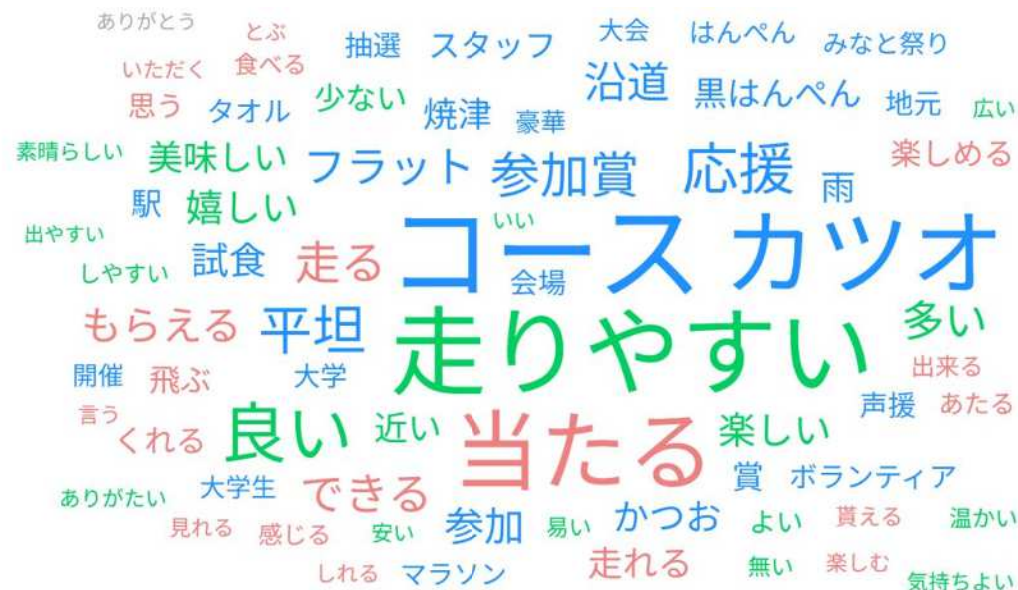 ありがとう とぶ 抽選 スタッフ 大会 はんぺん みなと祭り
いただく 食べる 沿道
思う タオル 少ない 焼津 豪華 黒はんぺん 地元 広い
素晴らしい 美味しい フラット 参加賞 応援 楽しめる
駅 嬉しい 雨
出やすい いい
しやすい 試食 走る コース カツオ
会場
もらえる 平坦 走りやすい 多い
開催 飛ぶ 大学 出来る
言う 声援 あたる
くれる 良い 近い 当たる 楽しい
ありがたい 大学生 できる 賞 ボランティア
見れる 感じる 安い 参加 易い かつお よい 貰える 温かい
しれる マラソン 走れる 無い 楽しむ 気持ちよい